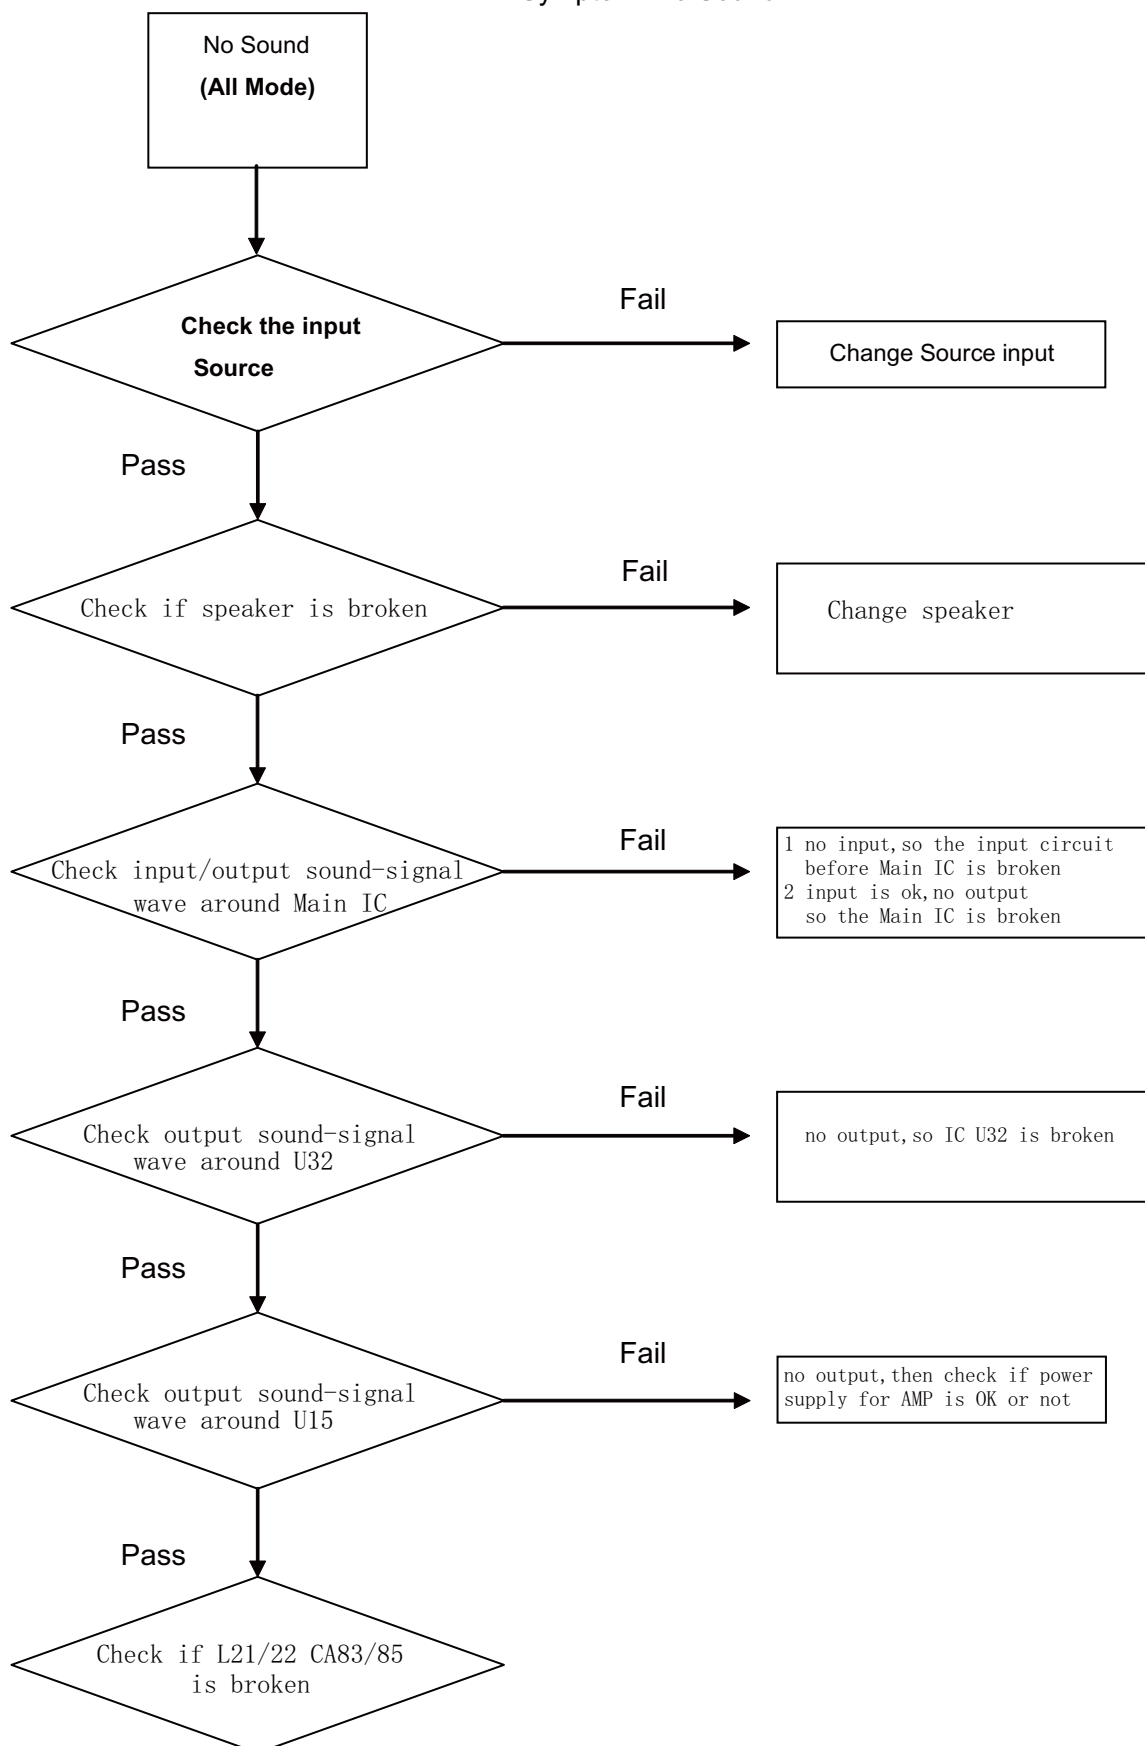 No Sound
(All Mode)
Fail
Check the input
Source
Change Source input
Pass
Fail
Check if speaker is broken
Change speaker
Pass
Fail
Check input/output sound-signal
wave around Main IC
1 no input,so the input circuit
before Main IC is broken
2 input is ok,no output
so the Main IC is broken
Pass
Fail
Check output sound-signal
wave around U32
no output,so IC U32 is broken
Pass
Fail
Check output sound-signal
wave around U15
no output,then check if power
supply for AMP is OK or not
Pass
Check if L21/22 CA83/85
is broken